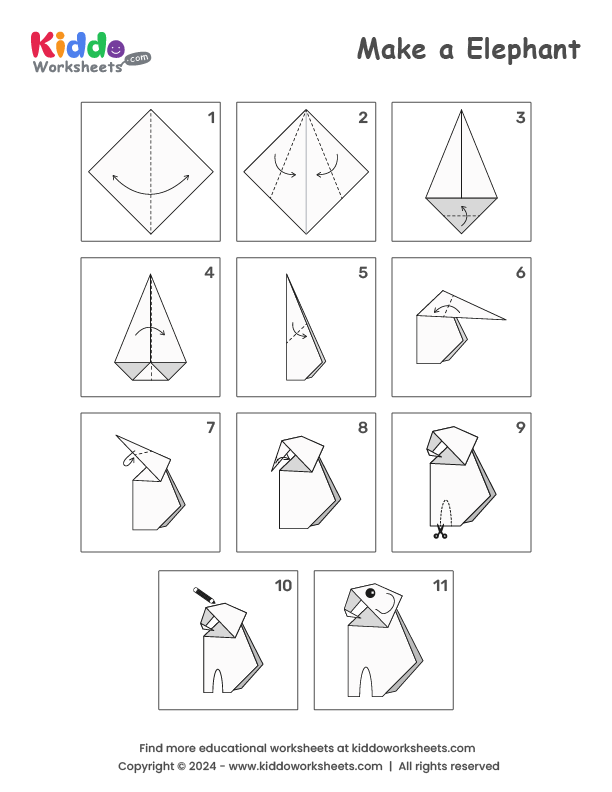 Kiddo
Worksheets.com
Make a Elephant
1
2
3
4
5
6
7
8
9
10
11
Find more educational worksheets at kiddoworksheets.com
Copyright © 2024 - www.kiddoworksheets.com | All rights reserved